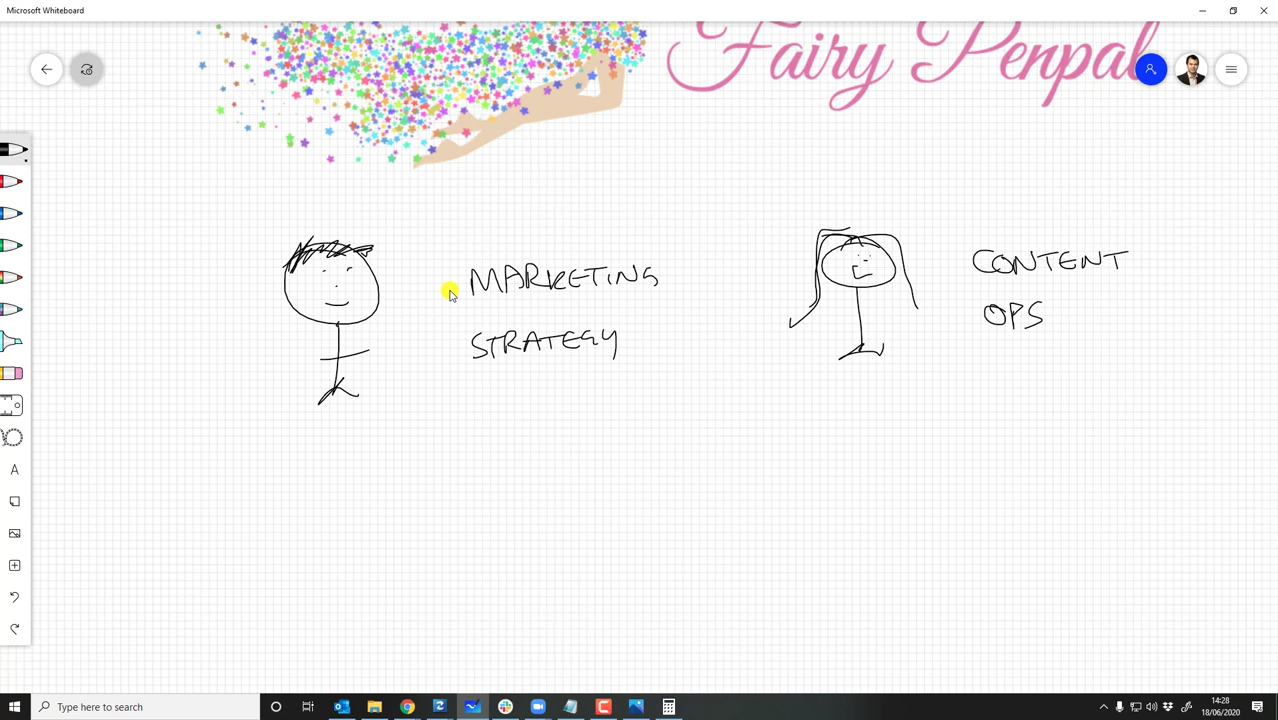 Microsoft Whiteboard
Fairy Penpal
MARKETING
STRATEGY
CONTENT
OPS
A
Type here to search
14:28
18/06/2020